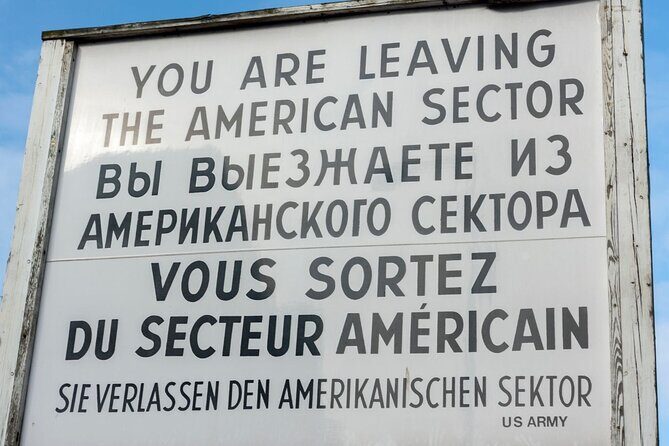 YOU ARE LEAVING
THE AMERICAN SECTOR
ВЫ ВЫЕЗЖАЕТЕ ИЗ
АМЕРИКАНСКОГО СЕКТОРА
VOUS SORTEZ
DU SECTEUR AMÉRICAIN
SIE VERLASSEN DEN AMERIKANISCHEN SEKTOR
US ARMY